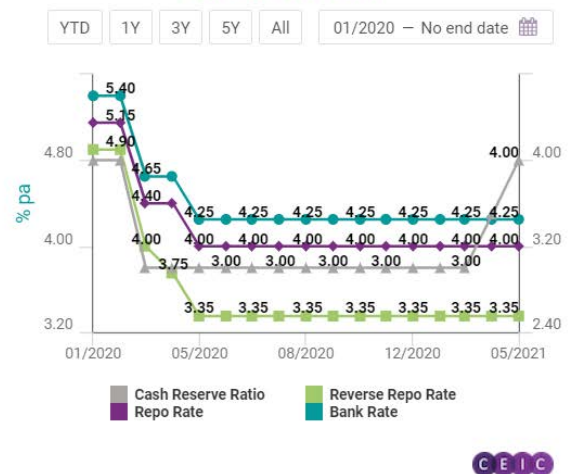 YTD 1Y 3Y 5Y All 01/2020 – No end date
5.40
5.15
4.90
4.65
4.80 4.00 4.00
4.40
4.25 4.25 4.25 4.25 4.25 4.25 4.25
% pa
4.00 4.00 4.00 4.00 4.00 4.00 4.00 4.00 4.00 3.20
3.75 3.00 3.00 3.00 3.00 3.00
3.35 3.35 3.35 3.35 3.35 3.35 3.35
3.20 2.40
01/2020 05/2020 08/2020 12/2020 05/2021
Cash Reserve Ratio Reverse Repo Rate
Repo Rate Bank Rate
CEIC